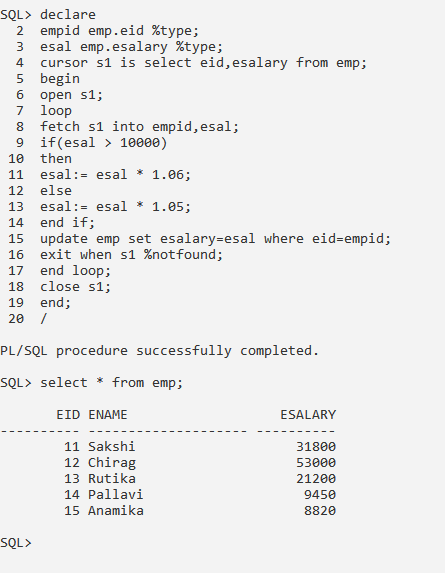 SQL> declare
  2  empid emp.eid %type;
  3  esal emp.esalary %type;
  4  cursor s1 is select eid,esalary from emp;
  5  begin
  6  open s1;
  7  loop
  8  fetch s1 into empid,esal;
  9  if(esal > 10000)
 10  then
 11  esal:= esal * 1.06;
 12  else
 13  esal:= esal * 1.05;
 14  end if;
 15  update emp set esalary=esal where eid=empid;
 16  exit when s1 %notfound;
 17  end loop;
 18  close s1;
 19  end;
 20  /
PL/SQL procedure successfully completed.
SQL> select * from emp;
       EID ENAME                   ESALARY
---------- -------------------- ----------
        11 Sakshi                    31800
        12 Chirag                    53000
        13 Rutika                    21200
        14 Pallavi                    9450
        15 Anamika                    8820
SQL>